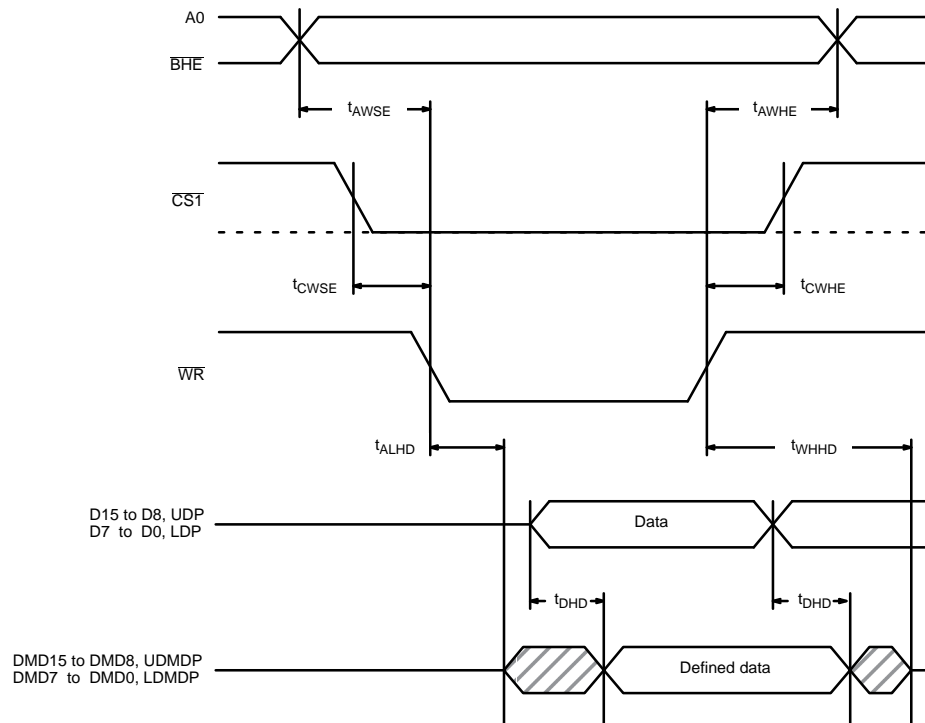 A0
BHE
tAWSE
tAWHE
CS1
tCWSE
tCWHE
WR
tALHD
tWHHD
D15 to D8, UDP
D7 to D0, LDP
Data
tDHD
tDHD
DMD15 to DMD8, UDMDP
DMD7 to DMD0, LDMDP
Defined data